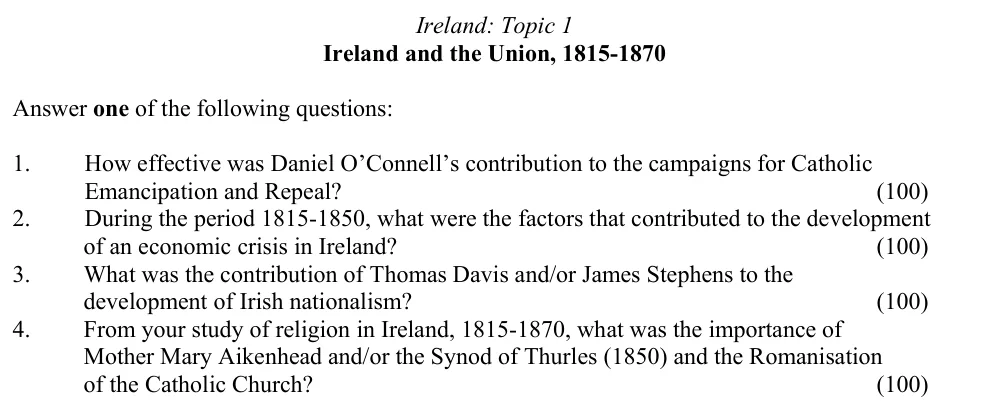 Ireland: Topic 1
Ireland and the Union, 1815-1870
Answer one of the following questions:
1. How effective was Daniel O’Connell’s contribution to the campaigns for Catholic
Emancipation and Repeal? (100)
2. During the period 1815-1850, what were the factors that contributed to the development
of an economic crisis in Ireland? (100)
3. What was the contribution of Thomas Davis and/or James Stephens to the
development of Irish nationalism? (100)
4. From your study of religion in Ireland, 1815-1870, what was the importance of
Mother Mary Aikenhead and/or the Synod of Thurles (1850) and the Romanisation
of the Catholic Church? (100)